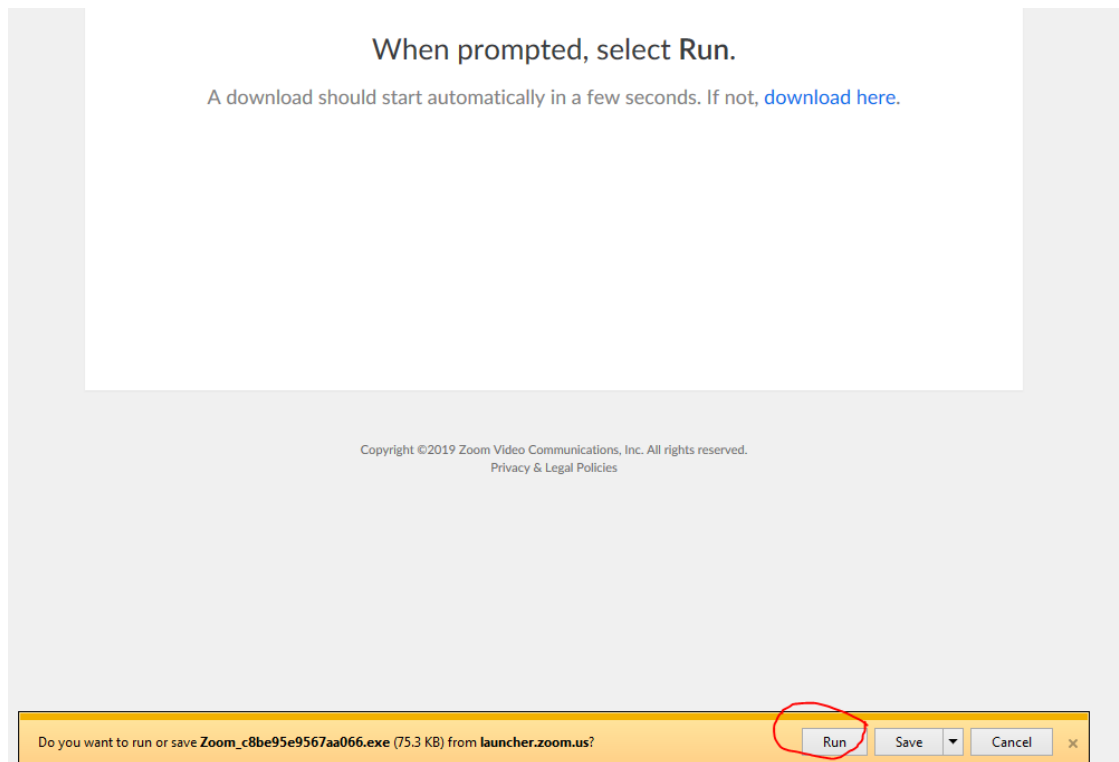 When prompted, select Run.
A download should start automatically in a few seconds. If not, download here.
Copyright ©2019 Zoom Video Communications, Inc. All rights reserved.
Privacy & Legal Policies
Do you want to run or save Zoom_c8be95e9567aa066.exe (75.3 KB) from launcher.zoom.us? Run Save Cancel